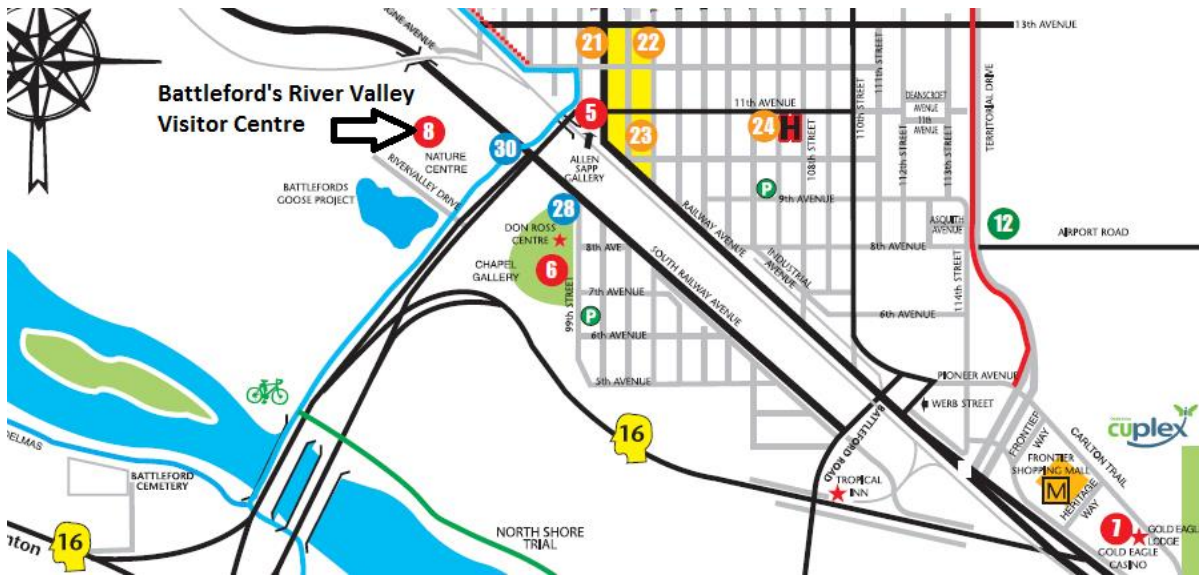 GNE AVENUE
21
22
13TH AVENUE
Battleford's River Valley
Visitor Centre
8
NATURE
CENTRE
RIVERVALLEY DRIVE
BATTLEFORDS
GOOSE PROJECT
30
5
ALLEN
SAPP
GALLERY
23
11TH AVENUE
24
H
108TH STREET
110TH STREET
111TH STREET
DEANSCROFT
AVENUE
11TH
AVENUE
112TH STREET
113TH STREET
TERRITORIAL DRIVE
P
9TH AVENUE
28
DON ROSS
CENTRE
8TH AVE
CHAPEL
GALLERY
6
99TH STREET
7TH AVENUE
P
6TH AVENUE
5TH AVENUE
RAILWAY AVENUE
SOUTH RAILWAY AVENUE
INDUSTRIAL
AVENUE
8TH AVENUE
ASQUITH
AVENUE
12
AIRPORT ROAD
114TH STREET
6TH AVENUE
PIONEER AVENUE
WERB STREET
BATTLEFORD ROAD
16
TROPICAL
INN
FRONTIER
WAY
CARLTON TRAIL
cuplex
FRONTIER
SHOPPING MALL
M
HERITAGE
WAY
7
GOLD EAGLE
LODGE
GOLD EAGLE
CASINO
DELMAS
BATTLEFORD
CEMETERY
NORTH SHORE
TRIAL
nton
16